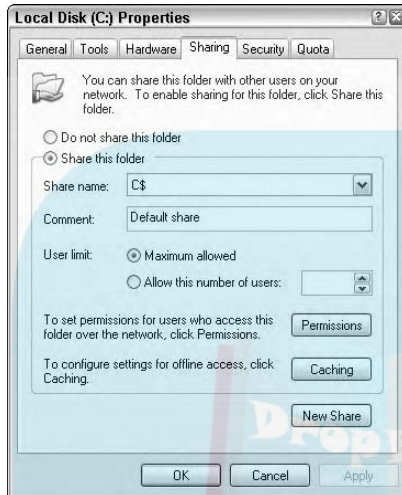 Local Disk (C:) Properties
General Tools Hardware Sharing Security Quota
You can share this folder with other users on your
network. To enable sharing for this folder, click Share this
folder.
Do not share this folder
Share this folder
Share name: C$
Comment: Default share
User limit: Maximum allowed
Allow this number of users:
To set permissions for users who access this
folder over the network, click Permissions.
Permissions
To configure settings for offline access, click
Caching.
Caching
New Share
OK Cancel Apply